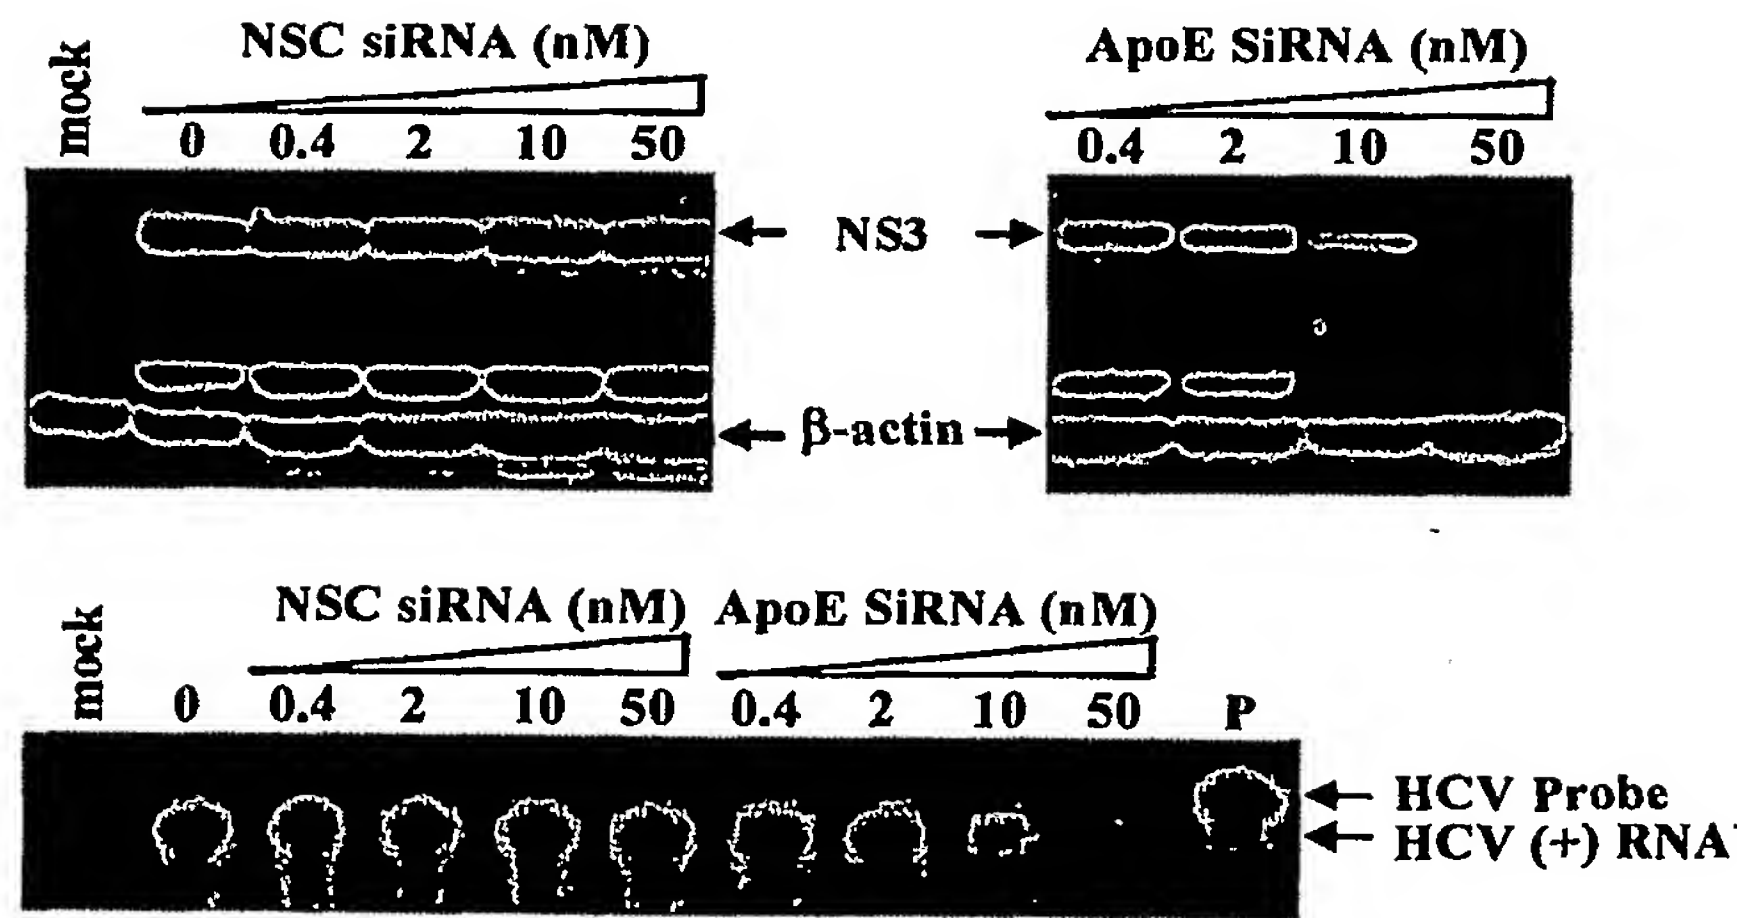 NSC siRNA (nM)
ApoE SiRNA (nM)
mock
0 0.4 2 10 50
0.4 2 10 50
NS3
β-actin
NSC siRNA (nM) ApoE SiRNA (nM)
mock
0 0.4 2 10 50 0.4 2 10 50 P
HCV Probe
HCV (+) RNA